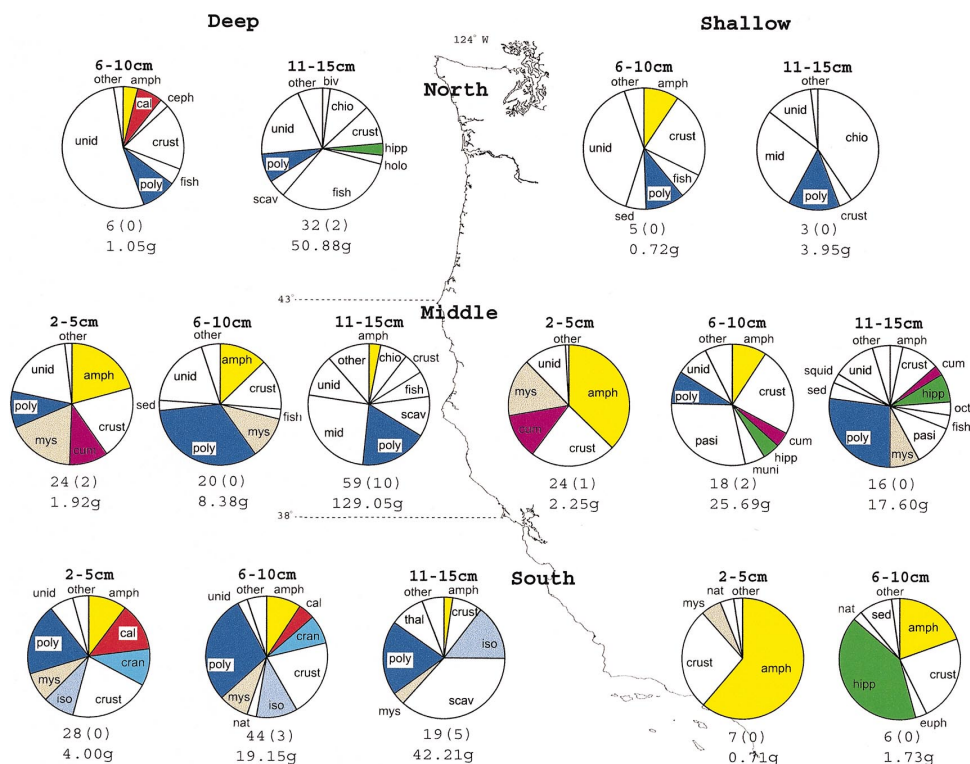 Deep
Shallow
124° W
6-10cm
other amph
cal
ceph
crust
fish
poly
unid
6(0)
1.05g
11-15cm
other biv
chio
crust
hipp
holo
fish
scav
poly
unid
32(2)
50.88g
North
6-10cm
other amph
crust
fish
poly
sed
unid
5(0)
0.72g
11-15cm
other
chio
crust
poly
mid
unid
3(0)
3.95g
43°
Middle
2-5cm
other
amph
crust
cum
mys
poly
unid
24(2)
1.92g
6-10cm
other
amph
crust
fish
mys
poly
sed
unid
20(0)
8.38g
11-15cm
amph
chio
crust
fish
scav
poly
mid
unid
other
59(10)
129.05g
2-5cm
other
amph
crust
cum
mys
unid
24(1)
2.25g
6-10cm
other amph
crust
cum
hipp
muni
pasi
poly
unid
18(2)
25.69g
11-15cm
other amph
crust
cum
hipp
oct
fish
pasi
mys
poly
sed
squid
unid
16(0)
17.60g
38°
South
2-5cm
other
amph
cal
cran
crust
iso
mys
poly
unid
28(0)
4.00g
6-10cm
other amph
cal
cran
crust
iso
nat
mys
poly
unid
44(3)
19.15g
11-15cm
other amph
crust
iso
scav
mys
poly
thal
19(5)
42.21g
2-5cm
other
amph
crust
mys
nat
7(0)
0.71g
6-10cm
other
amph
crust
euph
hipp
nat
sed
6(0)
1.73g